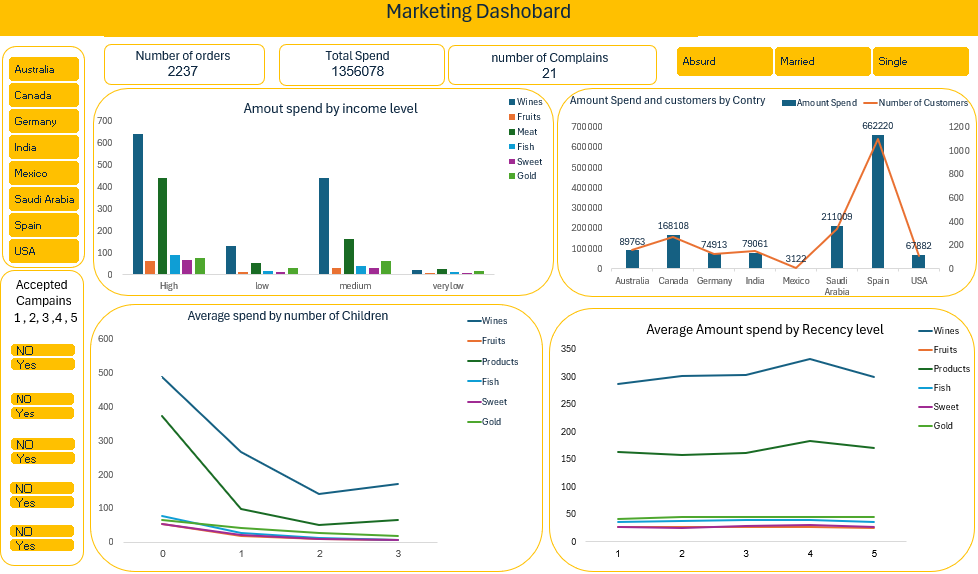 Marketing Dashobard
Number of orders
2237
Total Spend
1356078
number of Complains
21
Absurd
Married
Single
Australia
Canada
Germany
India
Mexico
Saudi Arabia
Spain
USA
Accepted
Campains
1,2,3,4,5
NO
Yes
NO
Yes
NO
Yes
NO
Yes
NO
Yes
Amout spend by income level
Wines
Fruits
Meat
Fish
Sweet
Gold
700
600
500
400
300
200
100
0
High
low
medium
very low
Amount Spend and customers by Contry
Amount Spend
Number of Customers
700000
600000
500000
400000
300000
200000
100000
0
1200
1000
800
600
400
200
0
89763
168108
74913
79061
3122
211009
662220
67882
Australia
Canada
Germany
India
Mexico
Saudi
Arabia
Spain
USA
Average spend by number of Children
Wines
Fruits
Products
Fish
Sweet
Gold
600
500
400
300
200
100
0
0
1
2
3
Average Amount spend by Recency level
Wines
Fruits
Products
Fish
Sweet
Gold
350
300
250
200
150
100
50
0
1
2
3
4
5